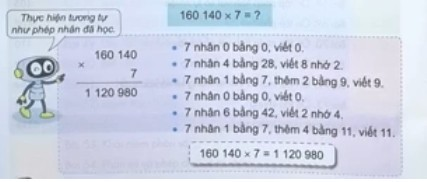 Thực hiện tương tự
như phép nhân đã học.
160 140 × 7 = ?
160 140
×
7
1 120 980
• 7 nhân 0 bằng 0, viết 0.
• 7 nhân 4 bằng 28, viết 8 nhớ 2.
• 7 nhân 1 bằng 7, thêm 2 bằng 9, viết 9.
• 7 nhân 0 bằng 0, viết 0.
• 7 nhân 6 bằng 42, viết 2 nhớ 4.
• 7 nhân 1 bằng 7, thêm 4 bằng 11, viết 11.
160 140 × 7 = 1 120 980